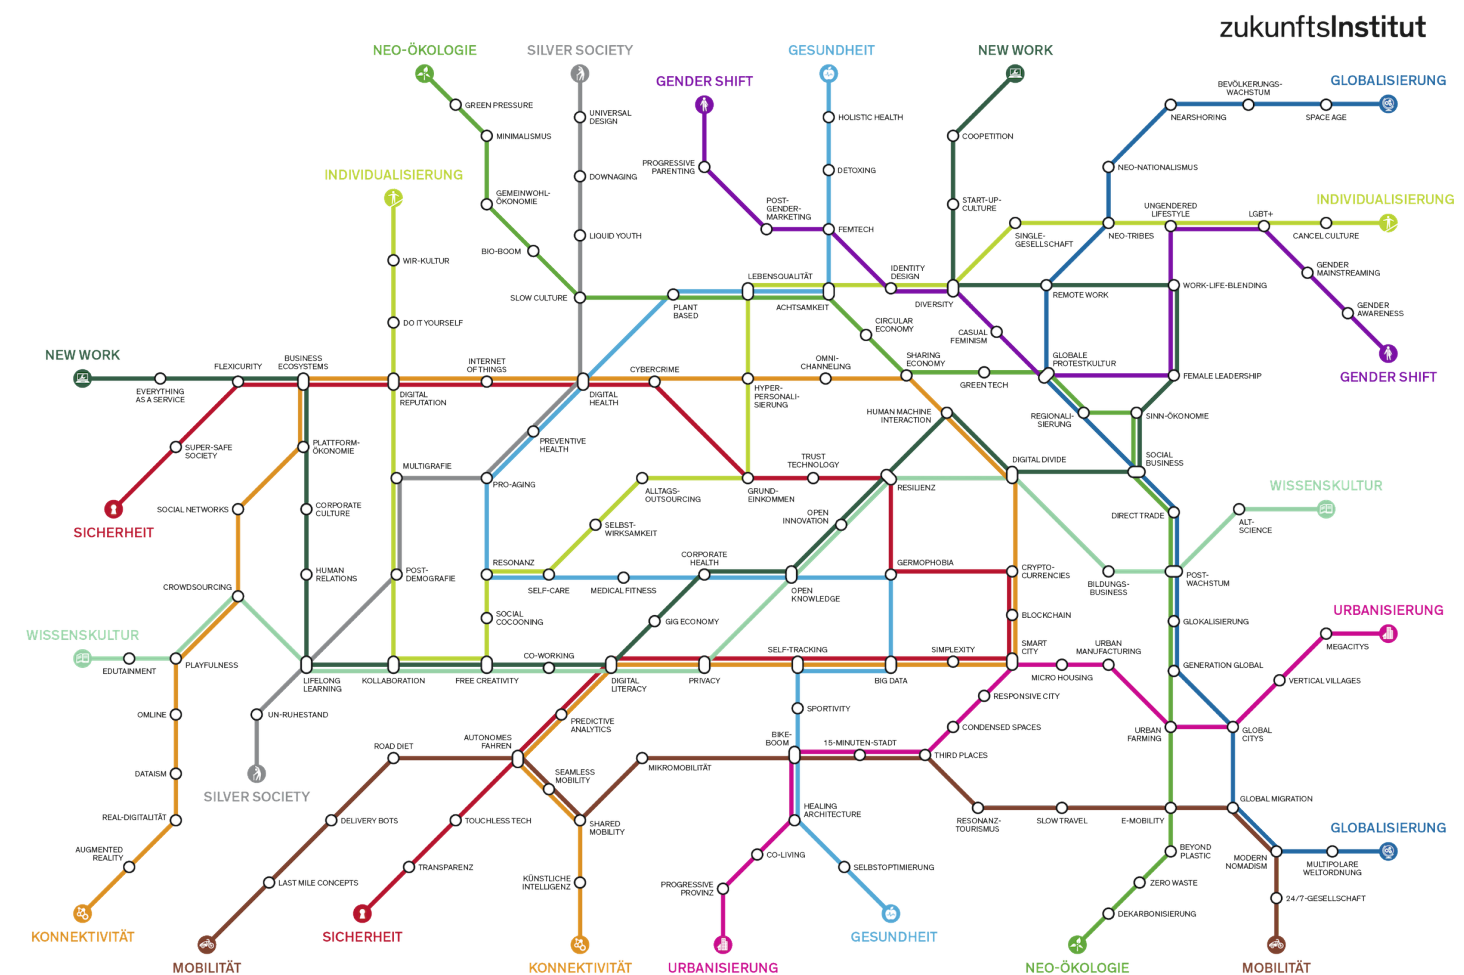 zukunftsInstitut
NEO-ÖKOLOGIE
SILVER SOCIETY
GESUNDHEIT
NEW WORK
GENDER SHIFT
GLOBALISIERUNG
BEVÖLKERUNGS-
WACHSTUM
GREEN PRESSURE
UNIVERSAL
DESIGN
HOLISTIC HEALTH
NEARSHORING
SPACE AGE
MINIMALISMUS
COOPETITION
PROGRESSIVE
PARENTING
DETOXING
NEO-NATIONALISMUS
INDIVIDUALISIERUNG
DOWNAGING
GEMEINWOHL-
ÖKONOMIE
POST-
GENDER-
MARKETING
START-UP-
CULTURE
UNGENDERED
LIFESTYLE
LGBT+
INDIVIDUALISIERUNG
LIQUID YOUTH
FEMTECH
SINGLE-
GESELLSCHAFT
NEO-TRIBES
CANCEL CULTURE
BIO-BOOM
WIR-KULTUR
IDENTITY
DESIGN
GENDER
MAINSTREAMING
LEBENSQUALITÄT
SLOW CULTURE
PLANT
BASED
ACHTSAMKEIT
DIVERSITY
REMOTE WORK
WORK-LIFE-BLENDING
GENDER
AWARENESS
DO IT YOURSELF
CIRCULAR
ECONOMY
CASUAL
FEMINISM
NEW WORK
FLEXICURITY
BUSINESS
ECOSYSTEMS
INTERNET
OF THINGS
CYBERCRIME
OMNI-
CHANNELING
SHARING
ECONOMY
GREEN TECH
GLOBALE
PROTESTKULTUR
FEMALE LEADERSHIP
GENDER SHIFT
EVERYTHING
AS A SERVICE
DIGITAL
REPUTATION
DIGITAL
HEALTH
HYPER-
PERSONALI-
SIERUNG
HUMAN MACHINE
INTERACTION
REGIONALI-
SIERUNG
SINN-ÖKONOMIE
SUPER-SAFE
SOCIETY
PLATTFORM-
ÖKONOMIE
PREVENTIVE
HEALTH
MULTIGRAFIE
TRUST
TECHNOLOGY
DIGITAL DIVIDE
SOCIAL
BUSINESS
PRO-AGING
ALLTAGS-
OUTSOURCING
GRUND-
EINKOMMEN
RESILIENZ
WISSENSKULTUR
SICHERHEIT
SOCIAL NETWORKS
CORPORATE
CULTURE
SELBST-
WIRKSAMKEIT
OPEN
INNOVATION
DIRECT TRADE
ALT-
SCIENCE
CROWDSOURCING
HUMAN
RELATIONS
POST-
DEMOGRAFIE
RESONANZ
CORPORATE
HEALTH
GERMOPHOBIA
CRYPTO-
CURRENCIES
BILDUNGS-
BUSINESS
POST-
WACHSTUM
SELF-CARE
MEDICAL FITNESS
OPEN
KNOWLEDGE
SOCIAL
COCOONING
GIG ECONOMY
BLOCKCHAIN
GLOKALISIERUNG
URBANISIERUNG
WISSENSKULTUR
EDUTAINMENT
PLAYFULNESS
CO-WORKING
SELF-TRACKING
SIMPLEXITY
SMART
CITY
URBAN
MANUFACTURING
MEGACITYS
LIFELONG
LEARNING
KOLLABORATION
FREE CREATIVITY
DIGITAL
LITERACY
PRIVACY
BIG DATA
MICRO HOUSING
GENERATION GLOBAL
VERTICAL VILLAGES
OMLINE
UN-RUHESTAND
PREDICTIVE
ANALYTICS
SPORTIVITY
RESPONSIVE CITY
CONDENSED SPACES
URBAN
FARMING
GLOBAL
CITYS
ROAD DIET
AUTONOMES
FAHREN
BIKE-
BOOM
15-MINUTEN-STADT
THIRD PLACES
DATAISM
SEAMLESS
MOBILITY
MIKROMOBILITÄT
SILVER SOCIETY
REAL-DIGITALITÄT
DELIVERY BOTS
TOUCHLESS TECH
SHARED
MOBILITY
HEALING
ARCHITECTURE
RESONANZ-
TOURISMUS
SLOW TRAVEL
E-MOBILITY
GLOBAL MIGRATION
GLOBALISIERUNG
AUGMENTED
REALITY
TRANSPARENZ
CO-LIVING
SELBSTOPTIMIERUNG
BEYOND
PLASTIC
MODERN
NOMADISM
MULTIPOLARE
WELTORDNUNG
LAST MILE CONCEPTS
KÜNSTLICHE
INTELLIGENZ
PROGRESSIVE
PROVINZ
ZERO WASTE
24/7-GESELLSCHAFT
DEKARBONISIERUNG
KONNEKTIVITÄT
SICHERHEIT
GESUNDHEIT
MOBILITÄT
KONNEKTIVITÄT
URBANISIERUNG
NEO-ÖKOLOGIE
MOBILITÄT